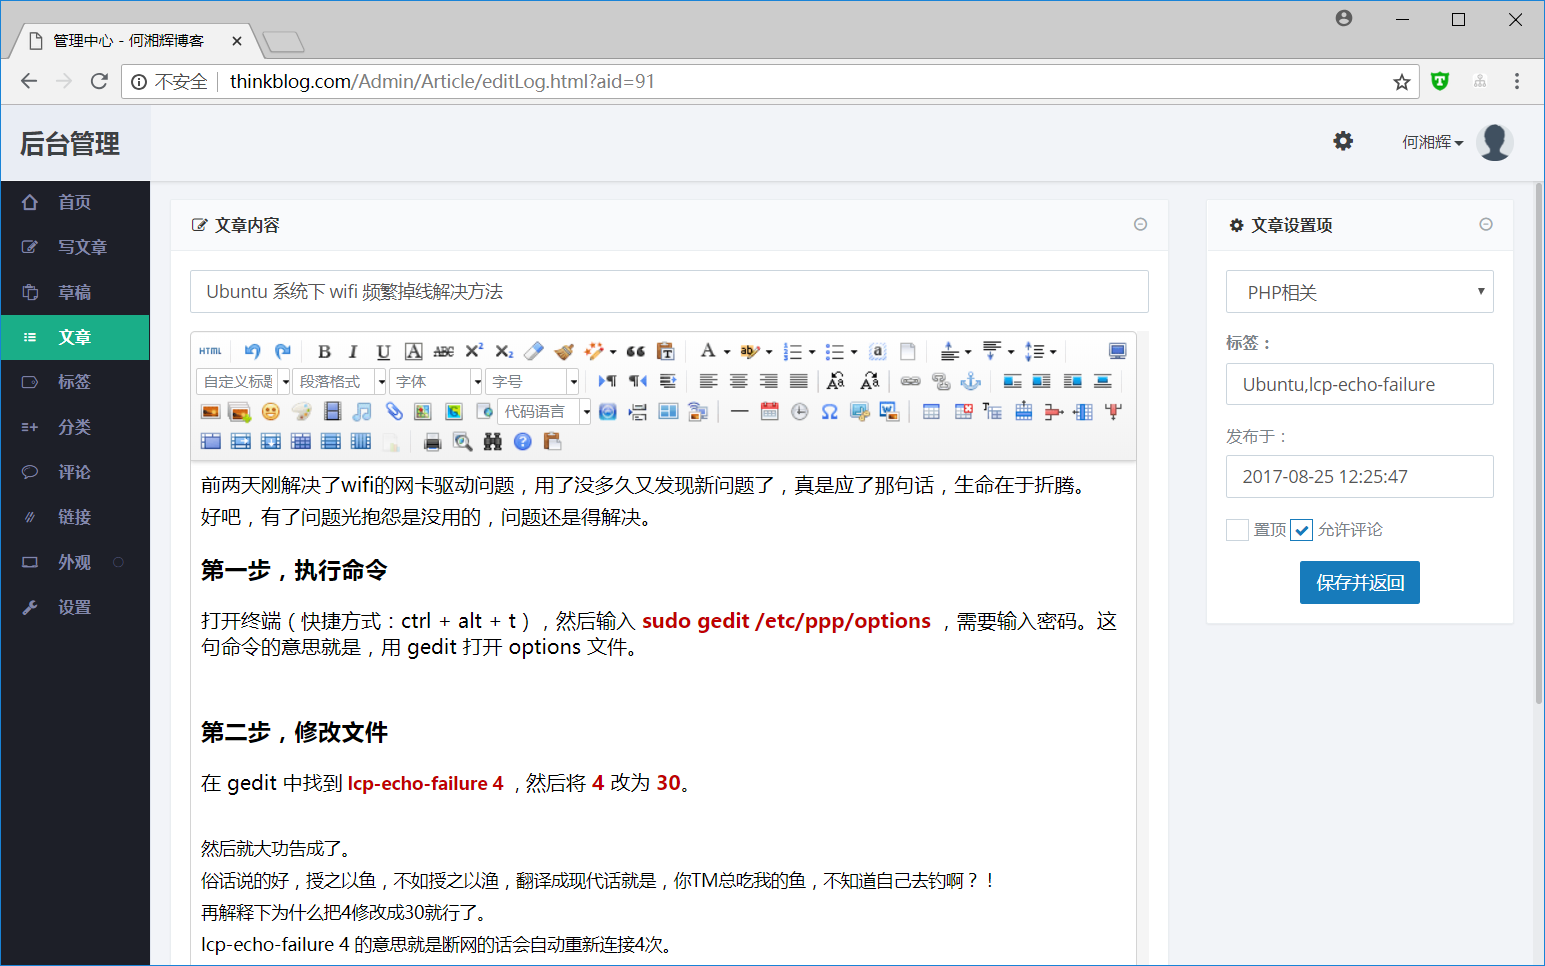 管理中心 - 何湘辉博客
不安全 thinkblog.com/Admin/Article/editLog.html?aid=91
后台管理
何湘辉
首页
写文章
草稿
文章
标签
分类
评论
链接
外观
设置
文章内容
Ubuntu 系统下 wifi 频繁掉线解决方法
HTML B I U A ABC X² X₂
自定义标题 段落格式 字体 字号
代码语言
前两天刚解决了wifi的网卡驱动问题，用了没多久又发现新问题了，真是应了那句话，生命在于折腾。
好吧，有了问题光抱怨是没用的，问题还是得解决。
第一步，执行命令
打开终端（快捷方式：ctrl + alt + t），然后输入 sudo gedit /etc/ppp/options ，需要输入密码。这
句命令的意思就是，用 gedit 打开 options 文件。
第二步，修改文件
在 gedit 中找到 lcp-echo-failure 4 ，然后将 4 改为 30。
然后就大功告成了。
俗话说的好，授之以鱼，不如授之以渔，翻译成现代话就是，你TM总吃我的鱼，不知道自己去钓啊？！
再解释下为什么把4修改成30就行了。
lcp-echo-failure 4 的意思就是断网的话会自动重新连接4次。
文章设置项
PHP相关
标签：
Ubuntu,lcp-echo-failure
发布于：
2017-08-25 12:25:47
置顶 允许评论
保存并返回